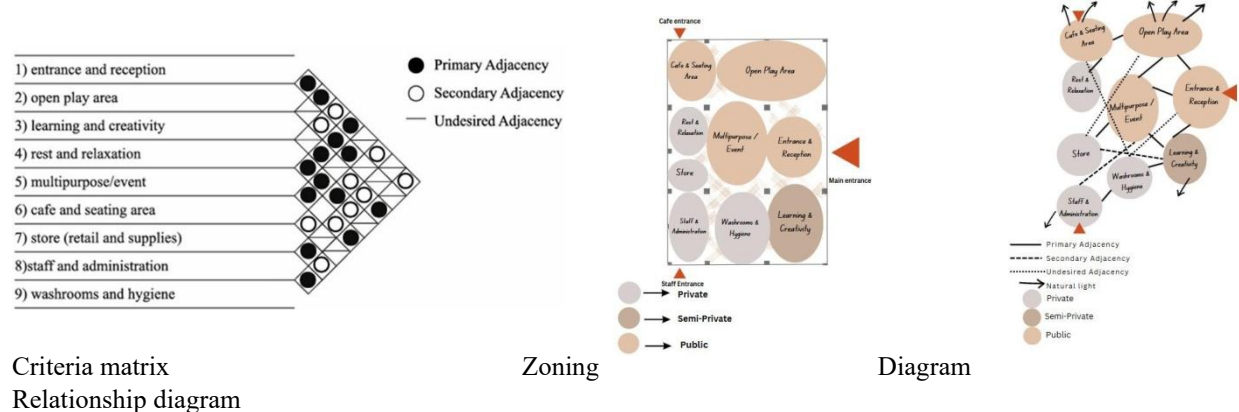 1) entrance and reception
2) open play area
3) learning and creativity
4) rest and relaxation
5) multipurpose/event
6) cafe and seating area
7) store (retail and supplies)
8)staff and administration
9) washrooms and hygiene
Primary Adjacency
Secondary Adjacency
Undesired Adjacency
Cafe entrance
Cafe & Seating
Area
Open Play Area
Rest &
Relaxation
Multipurpose /
Event
Entrance &
Reception
Store
Main entrance
Staff &
Administration
Washrooms &
Hygiene
Learning &
Creativity
Staff Entrance
Private
Semi-Private
Public
Cafe & Seating
Area
Open Play Area
Rest &
Relaxation
Multipurpose /
Event
Entrance &
Reception
Store
Learning &
Creativity
Washrooms &
Hygiene
Staff &
Administration
Primary Adjacency
Secondary Adjacency
Undesired Adjacency
Natural light
Private
Semi-Private
Public
Criteria matrix Zoning Diagram
Relationship diagram